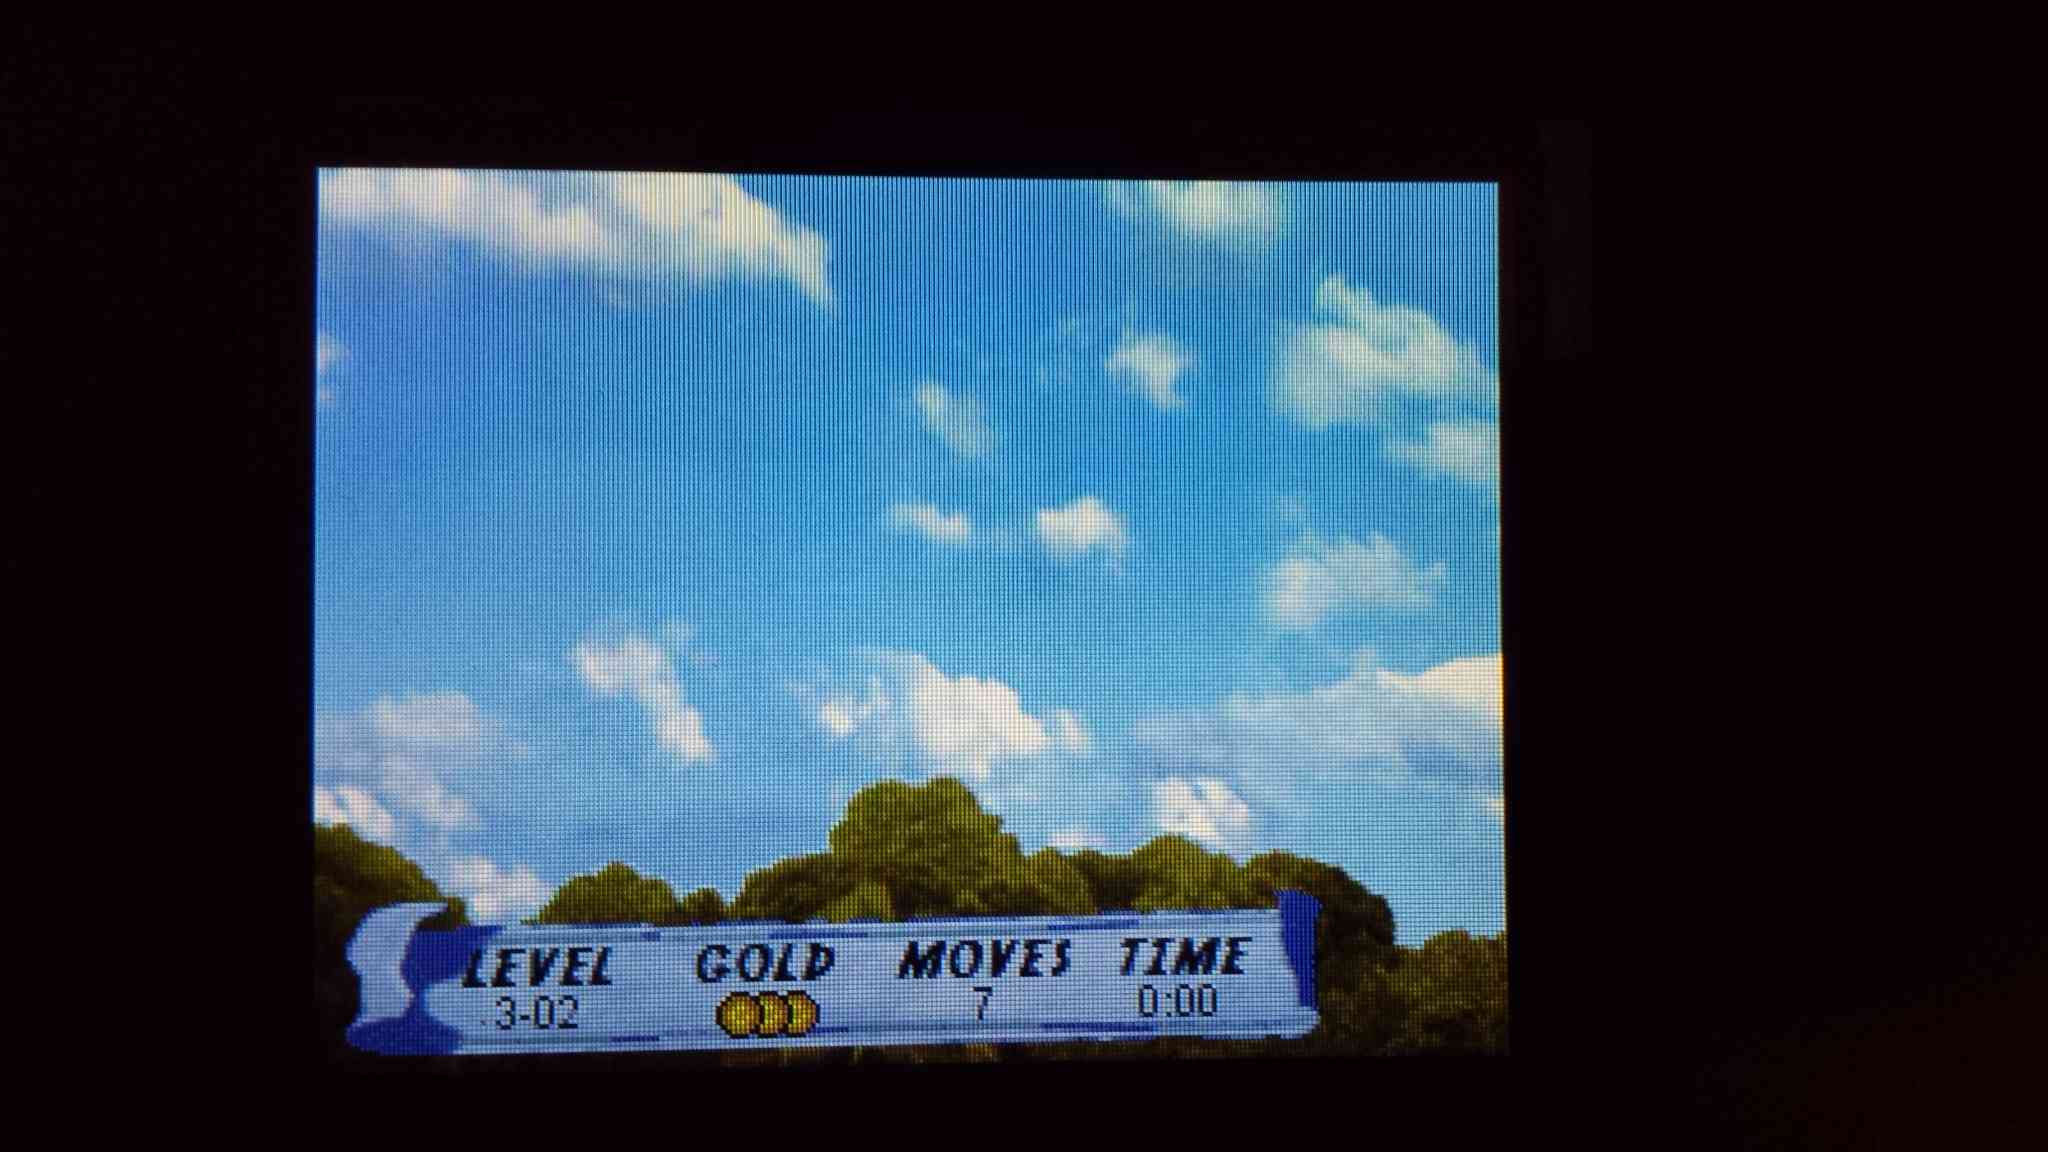 LEVEL GOLD MOVES TIME
3-02 7 0:00